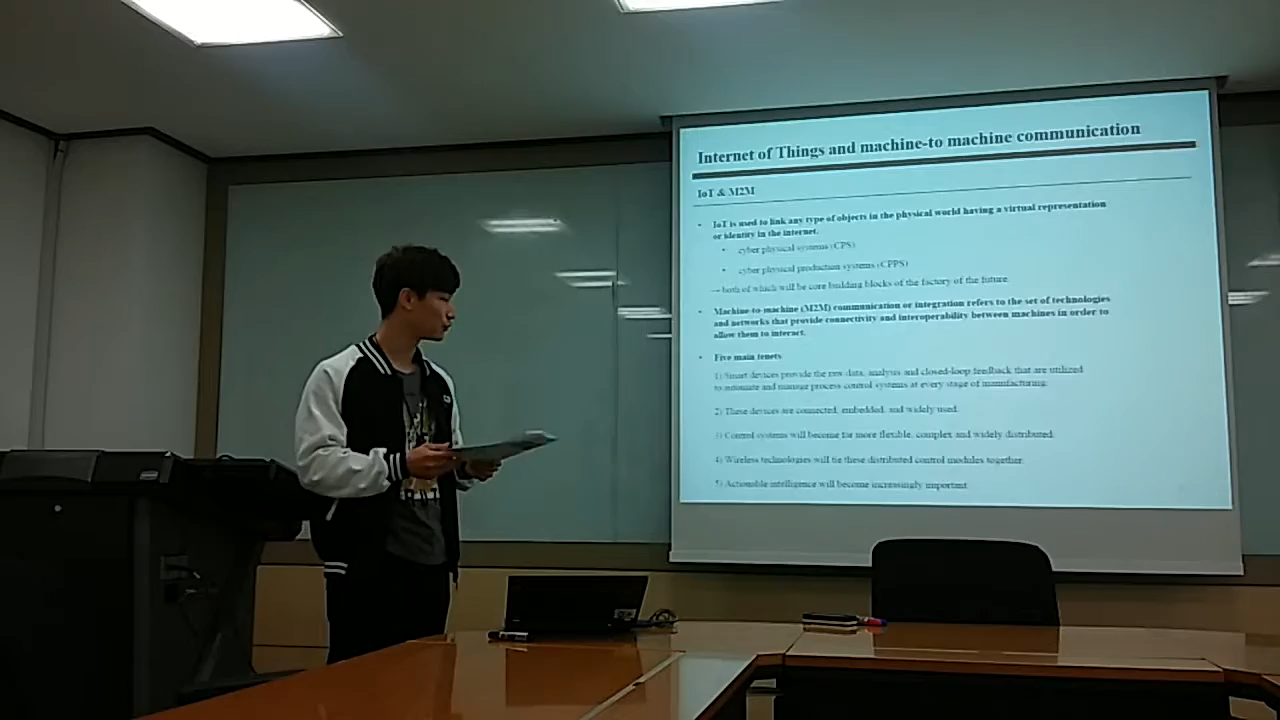 Internet of Things and machine-to machine communication
IoT & M2M
• IoT is used to link any type of objects in the physical world having a virtual representation
or identity in the internet.
• cyber physical systems (CPS)
• cyber physical production systems (CPPS)
→ both of which will be core building blocks of the factory of the future.
• Machine-to-machine (M2M) communication or integration refers to the set of technologies
and networks that provide connectivity and interoperability between machines in order to
allow them to interact.
• Five main tenets
1) Smart devices provide the raw data, analysis and closed-loop feedback that are utilized
to automate and manage process control systems at every stage of manufacturing.
2) These devices are connected, embedded, and widely used.
3) Control systems will become far more flexible, complex and widely distributed.
4) Wireless technologies will tie these distributed control modules together.
5) Actionable intelligence will become increasingly important.